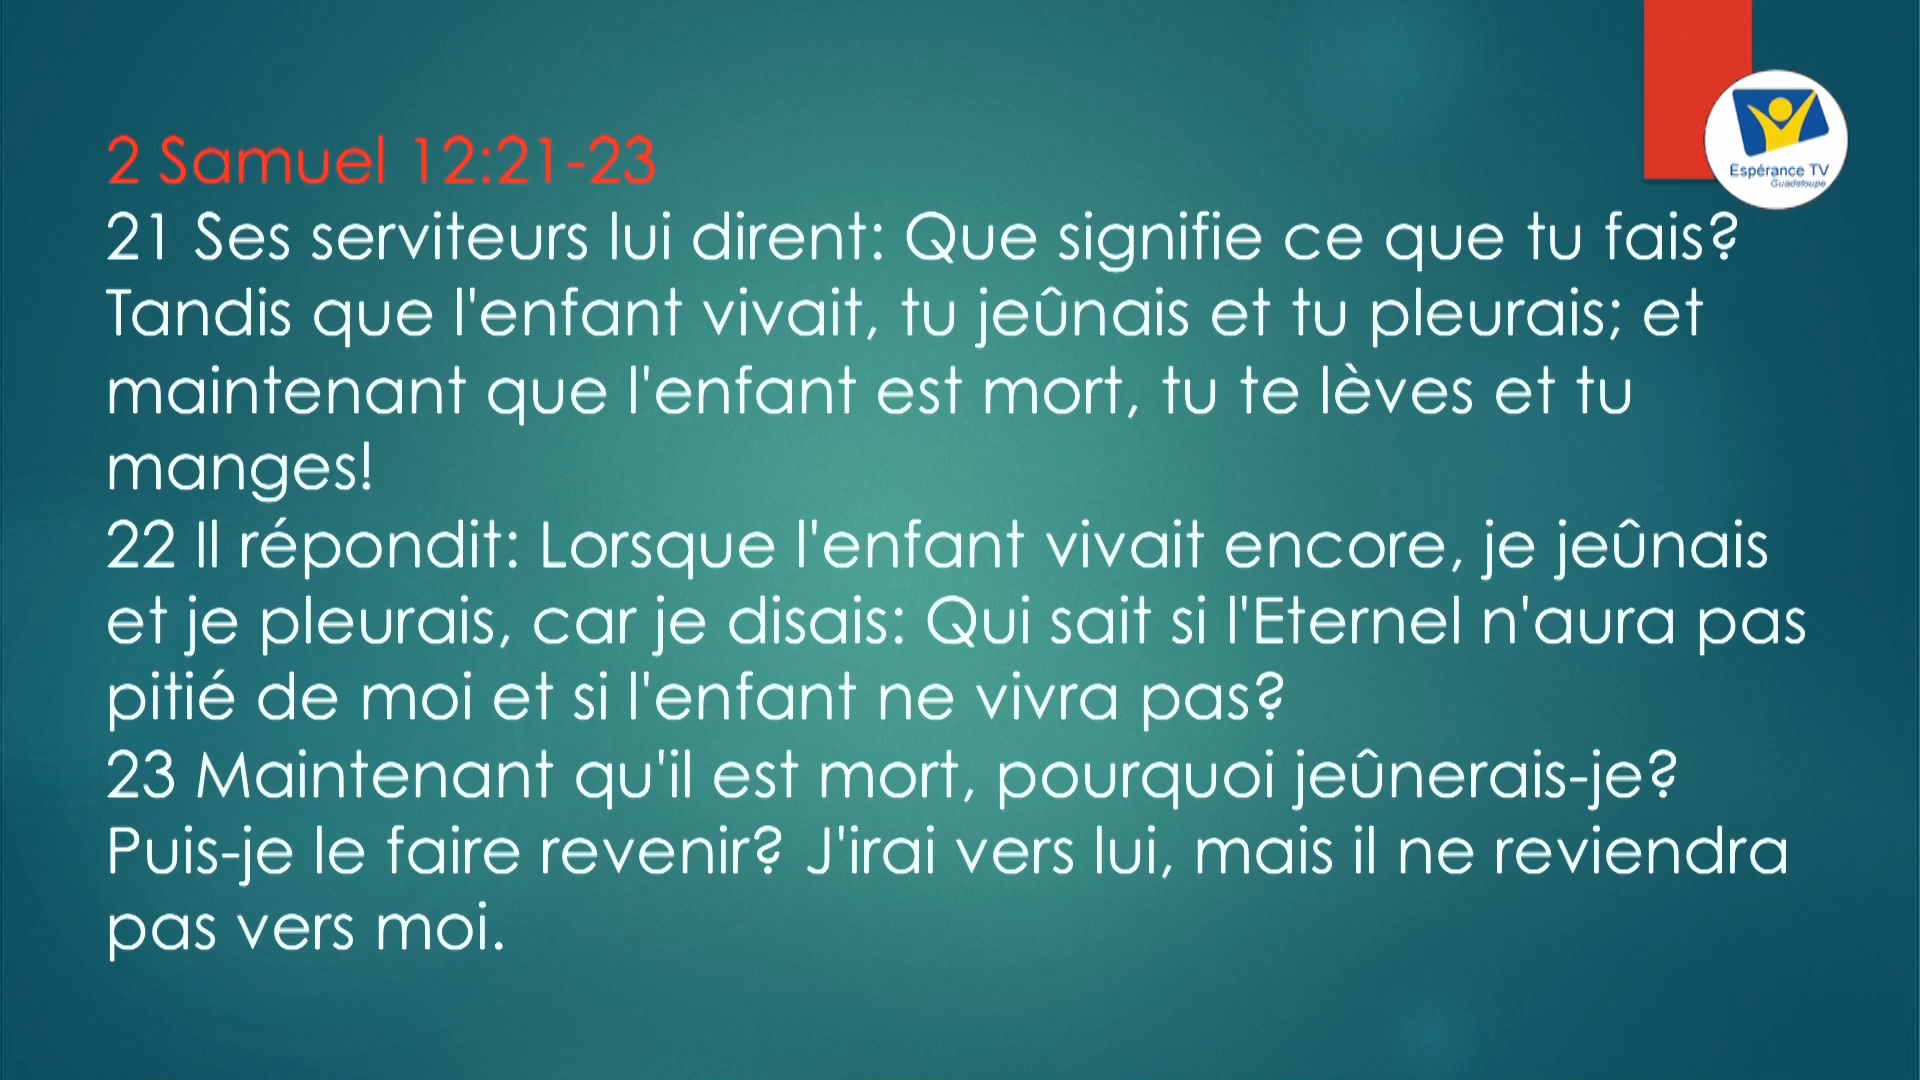 Espérance TV
Guadeloupe
2 Samuel 12:21-23
21 Ses serviteurs lui dirent: Que signifie ce que tu fais?
Tandis que l'enfant vivait, tu jeûnais et tu pleurais; et
maintenant que l'enfant est mort, tu te lèves et tu
manges!
22 Il répondit: Lorsque l'enfant vivait encore, je jeûnais
et je pleurais, car je disais: Qui sait si l'Eternel n'aura pas
pitié de moi et si l'enfant ne vivra pas?
23 Maintenant qu'il est mort, pourquoi jeûnerais-je?
Puis-je le faire revenir? J'irai vers lui, mais il ne reviendra
pas vers moi.